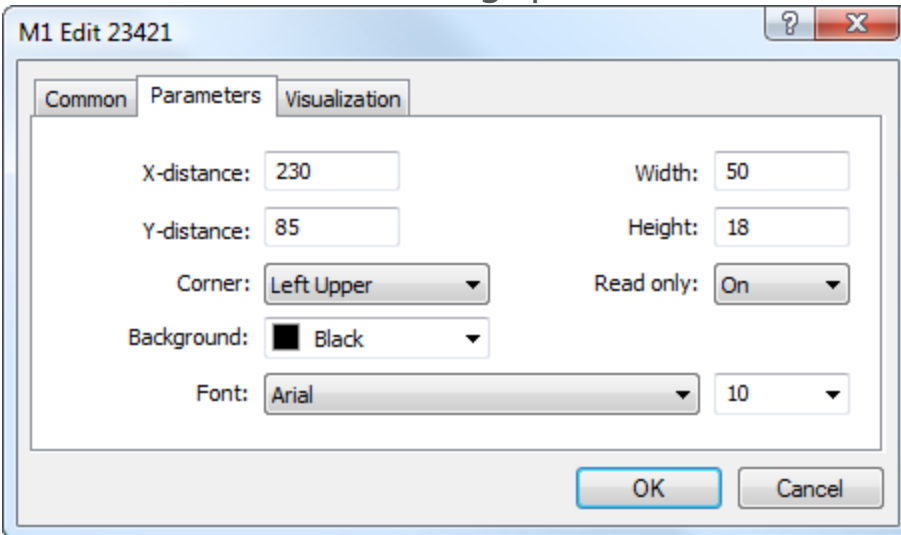 M1 Edit 23421
Common Parameters Visualization
X-distance: 230 Width: 50
Y-distance: 85 Height: 18
Corner: Left Upper Read only: On
Background: Black
Font: Arial 10
OK Cancel